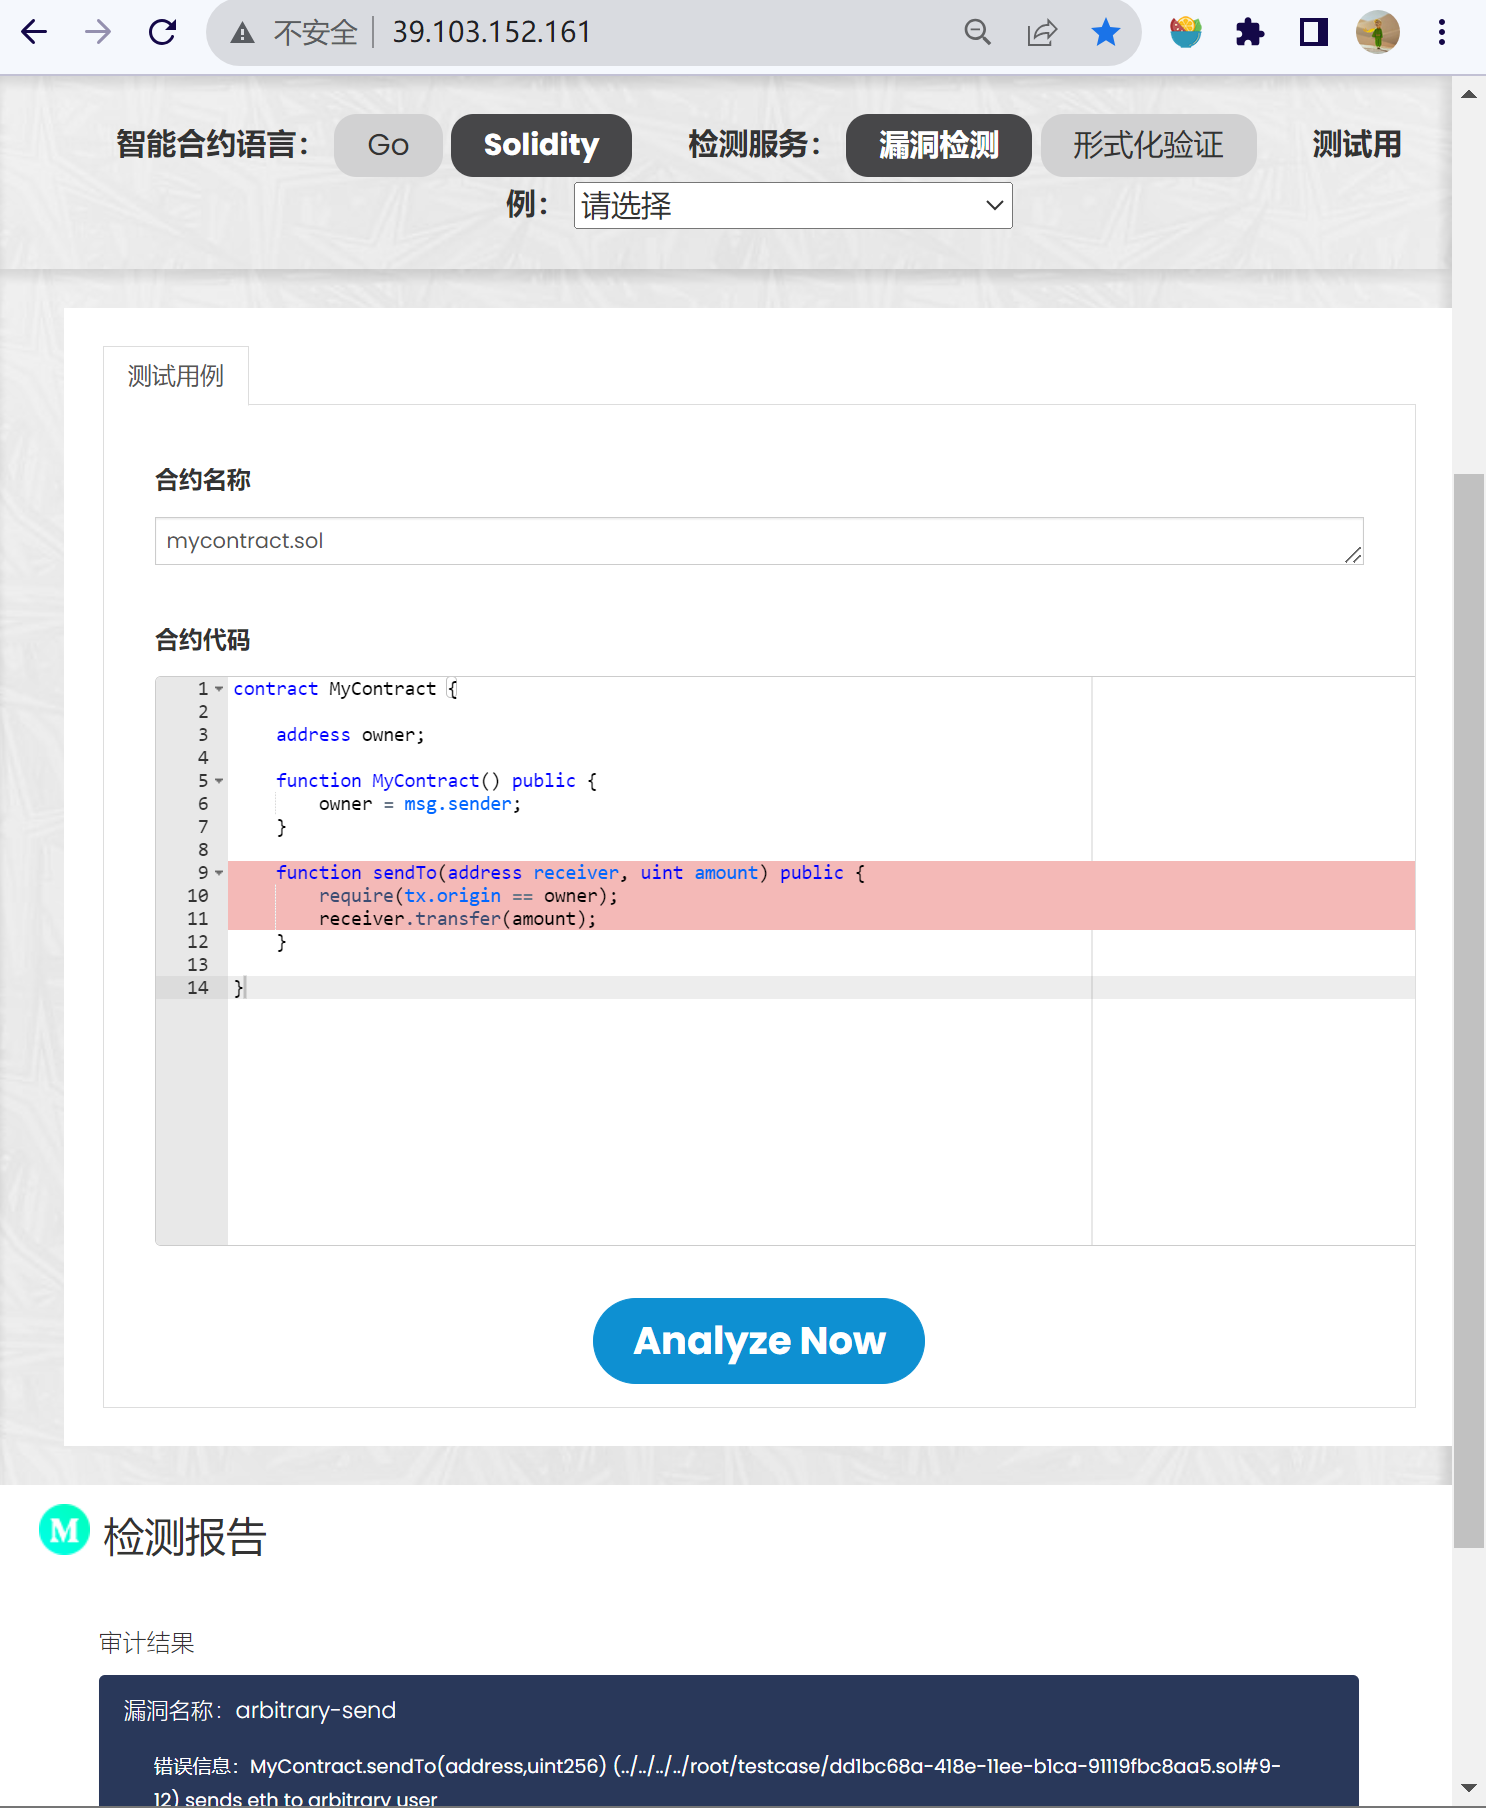 不安全 39.103.152.161
智能合约语言： Go Solidity 检测服务： 漏洞检测 形式化验证 测试用
例： 请选择
测试用例
合约名称
mycontract.sol
合约代码
1 contract MyContract {
2
3 address owner;
4
5 function MyContract() public {
6 owner = msg.sender;
7 }
8
9 function sendTo(address receiver, uint amount) public {
10 require(tx.origin == owner);
11 receiver.transfer(amount);
12 }
13
14 }
Analyze Now
M 检测报告
审计结果
漏洞名称：arbitrary-send
错误信息：MyContract.sendTo(address,uint256) (../../../../root/testcase/dd1bc68a-418e-11ee-b1ca-91119fbc8aa5.sol#9-
12) sends eth to arbitrary user